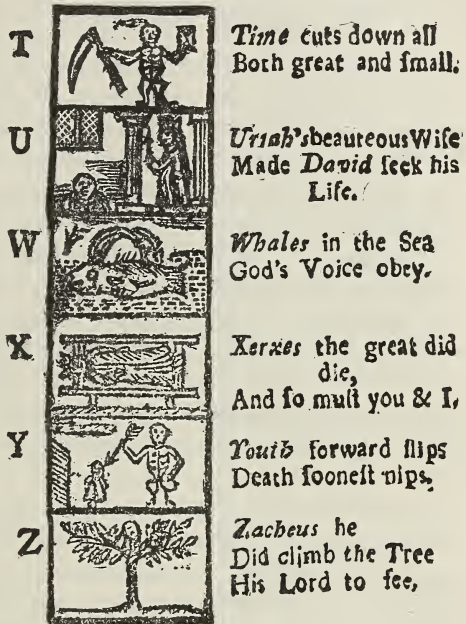 T
Time cuts down all
Both great and ſmall.
U
Uriah's beauteous Wife
Made David ſeek his
Life.
W
Whales in the Sea
God's Voice obey.
X
Xerxes the great did
die,
And ſo muſt you & I,
Y
Youth forward ſlips
Death ſooneſt nips,
Z
Zacheus he
Did climb the Tree
His Lord to ſee,